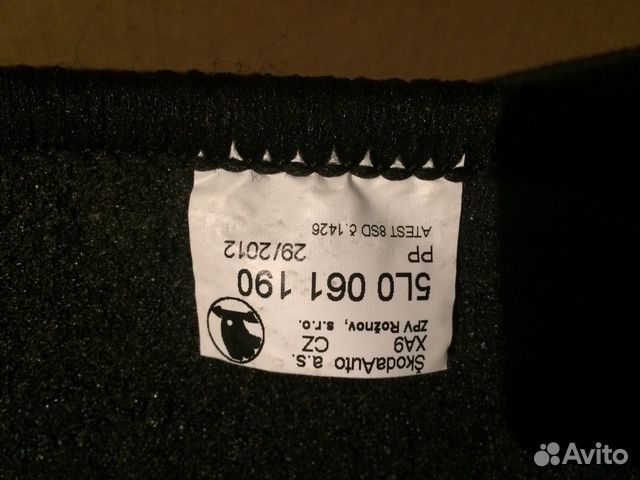 ŠkodaAuto a.s.
XA9 CZ
ZPV Rožnov, s.r.o.
5L0 061 190
PP 29/2012
ATEST 8SD č.1426
Avito